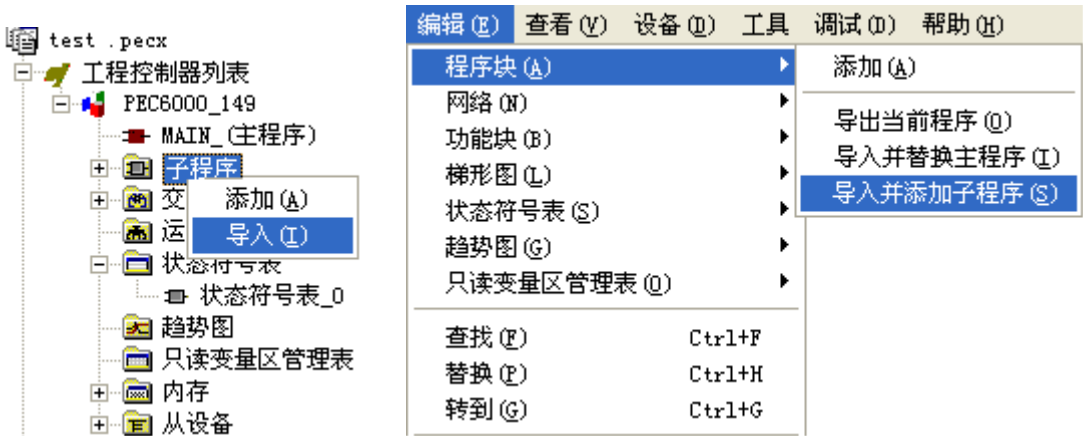 test .pecx
工程控制器列表
PEC6000_149
MAIN_(主程序)
子程序
添加(A)
交
导入(I)
运
状态符号表
状态符号表_0
趋势图
只读变量区管理表
内存
从设备
编辑(E) 查看(V) 设备(D) 工具 调试(D) 帮助(H)
程序块(A)
网络(N)
功能块(B)
梯形图(L)
状态符号表(S)
趋势图(G)
只读变量区管理表(O)
查找(F) Ctrl+F
替换(P) Ctrl+H
转到(G) Ctrl+G
添加(A)
导出当前程序(O)
导入并替换主程序(I)
导入并添加子程序(S)